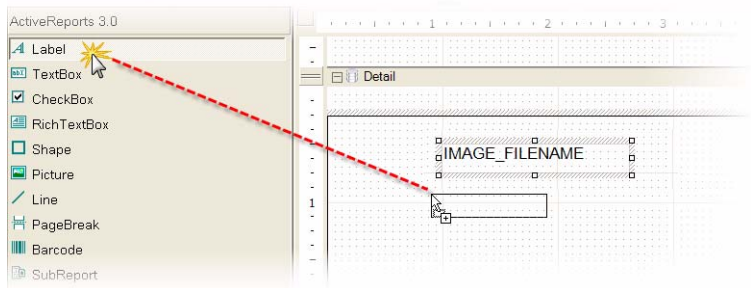 ActiveReports 3.0
Label
TextBox
CheckBox
RichTextBox
Shape
Picture
Line
PageBreak
Barcode
SubReport
1 2 3
Detail
IMAGE_FILENAME
1